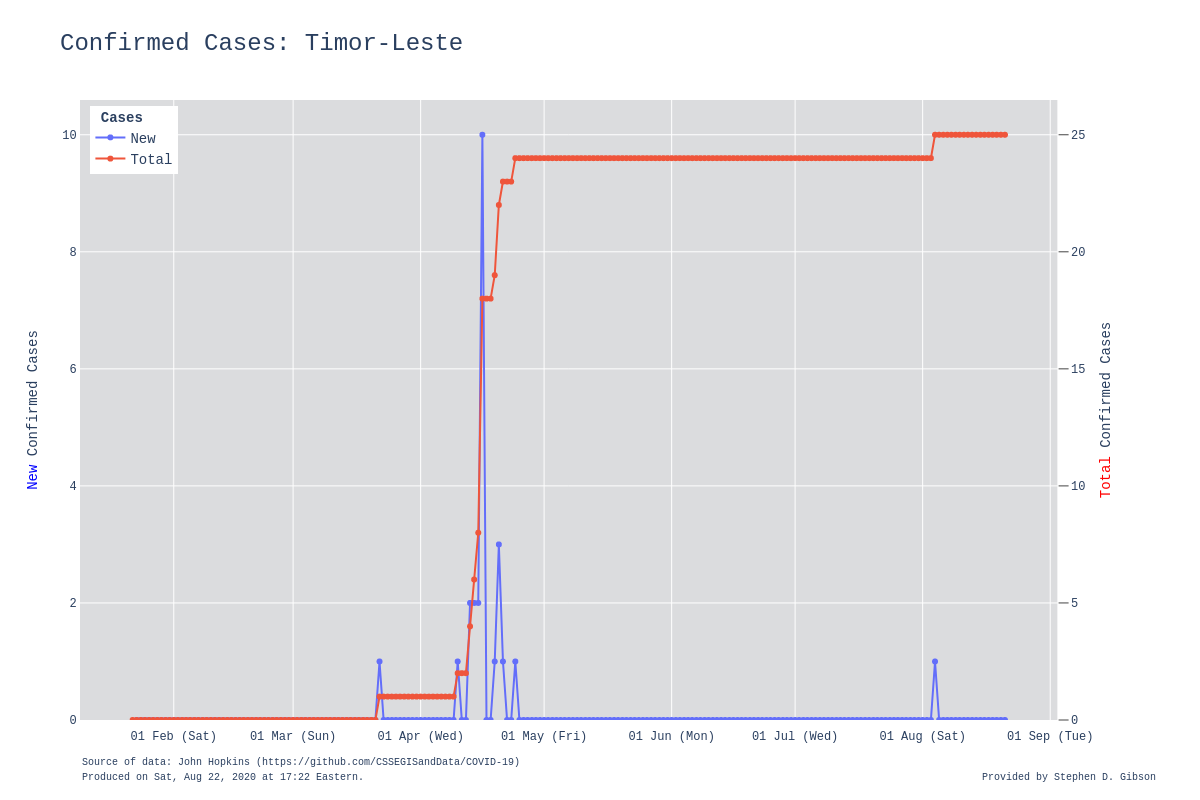 Confirmed Cases: Timor-Leste
Cases
New
Total
10
8
6
4
2
0
25
20
15
10
5
0
New Confirmed Cases
Total Confirmed Cases
01 Feb (Sat)
01 Mar (Sun)
01 Apr (Wed)
01 May (Fri)
01 Jun (Mon)
01 Jul (Wed)
01 Aug (Sat)
01 Sep (Tue)
Source of data: John Hopkins (https://github.com/CSSEGISandData/COVID-19)
Produced on Sat, Aug 22, 2020 at 17:22 Eastern.
Provided by Stephen D. Gibson